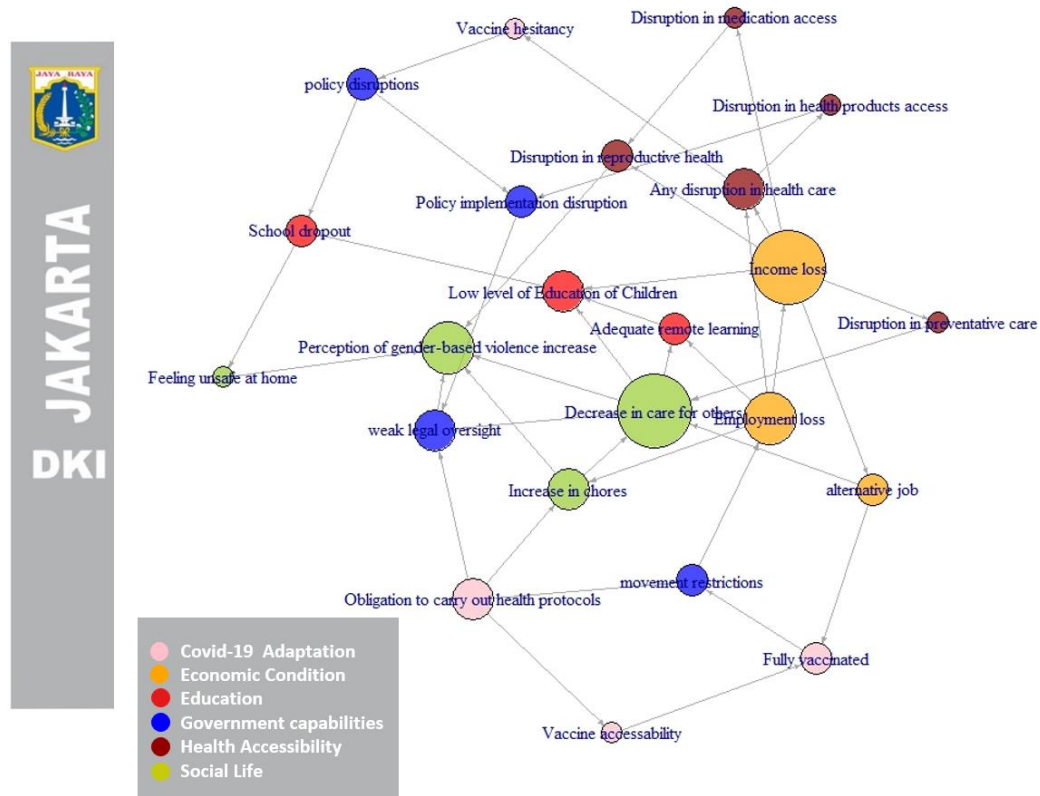 JAYA RAYA
DKI JAKARTA
Disruption in medication access
Vaccine hesitancy
policy disruptions
Disruption in health products access
Disruption in reproductive health
Any disruption in health care
Policy implementation disruption
School dropout
Income loss
Low level of Education of Children
Disruption in preventative care
Adequate remote learning
Perception of gender-based violence increase
Feeling unsafe at home
Decrease in care for others
Employment loss
weak legal oversight
Increase in chores
alternative job
movement restrictions
Obligation to carry out health protocols
Fully vaccinated
Vaccine accessability
Covid-19 Adaptation
Economic Condition
Education
Government capabilities
Health Accessibility
Social Life